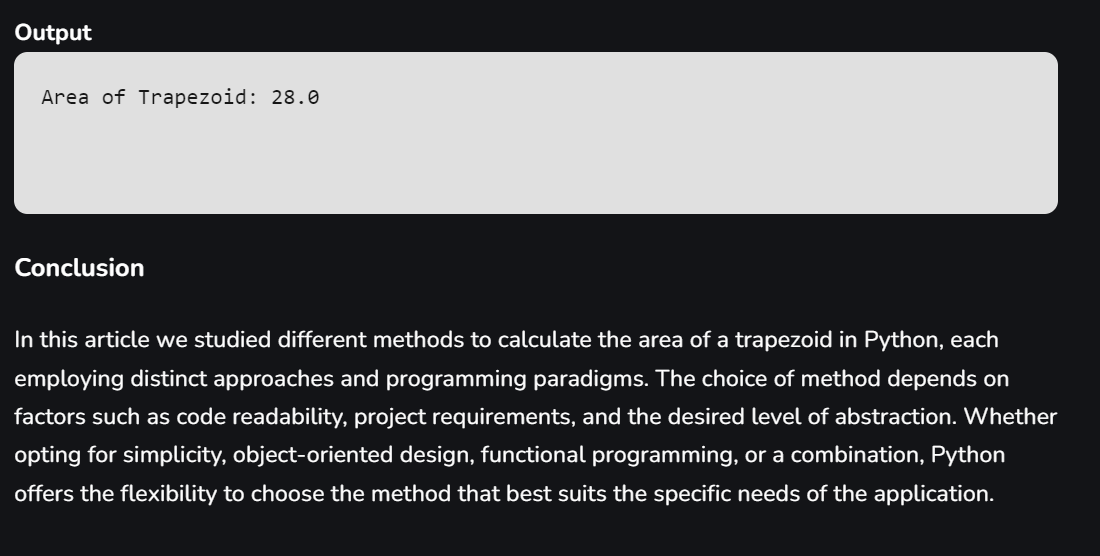 Output
Area of Trapezoid: 28.0
Conclusion
In this article we studied different methods to calculate the area of a trapezoid in Python, each
employing distinct approaches and programming paradigms. The choice of method depends on
factors such as code readability, project requirements, and the desired level of abstraction. Whether
opting for simplicity, object-oriented design, functional programming, or a combination, Python
offers the flexibility to choose the method that best suits the specific needs of the application.